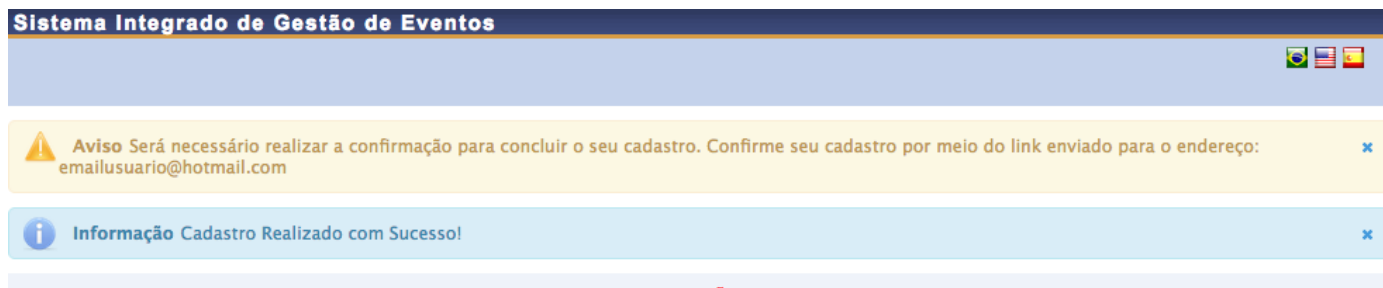 Sistema Integrado de Gestão de Eventos
Aviso Será necessário realizar a confirmação para concluir o seu cadastro. Confirme seu cadastro por meio do link enviado para o endereço:
emailusuario@hotmail.com
Informação Cadastro Realizado com Sucesso!